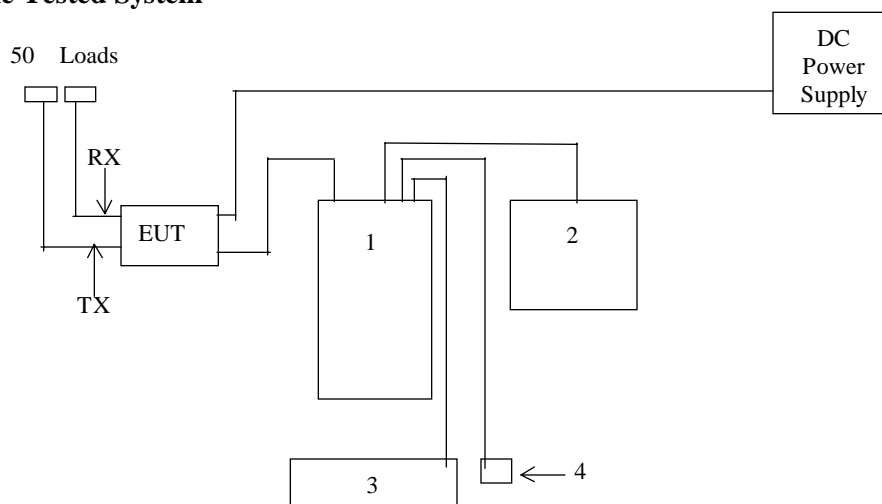 Tested System
50 Loads
DC
Power
Supply
RX
EUT
TX
1
2
3
4